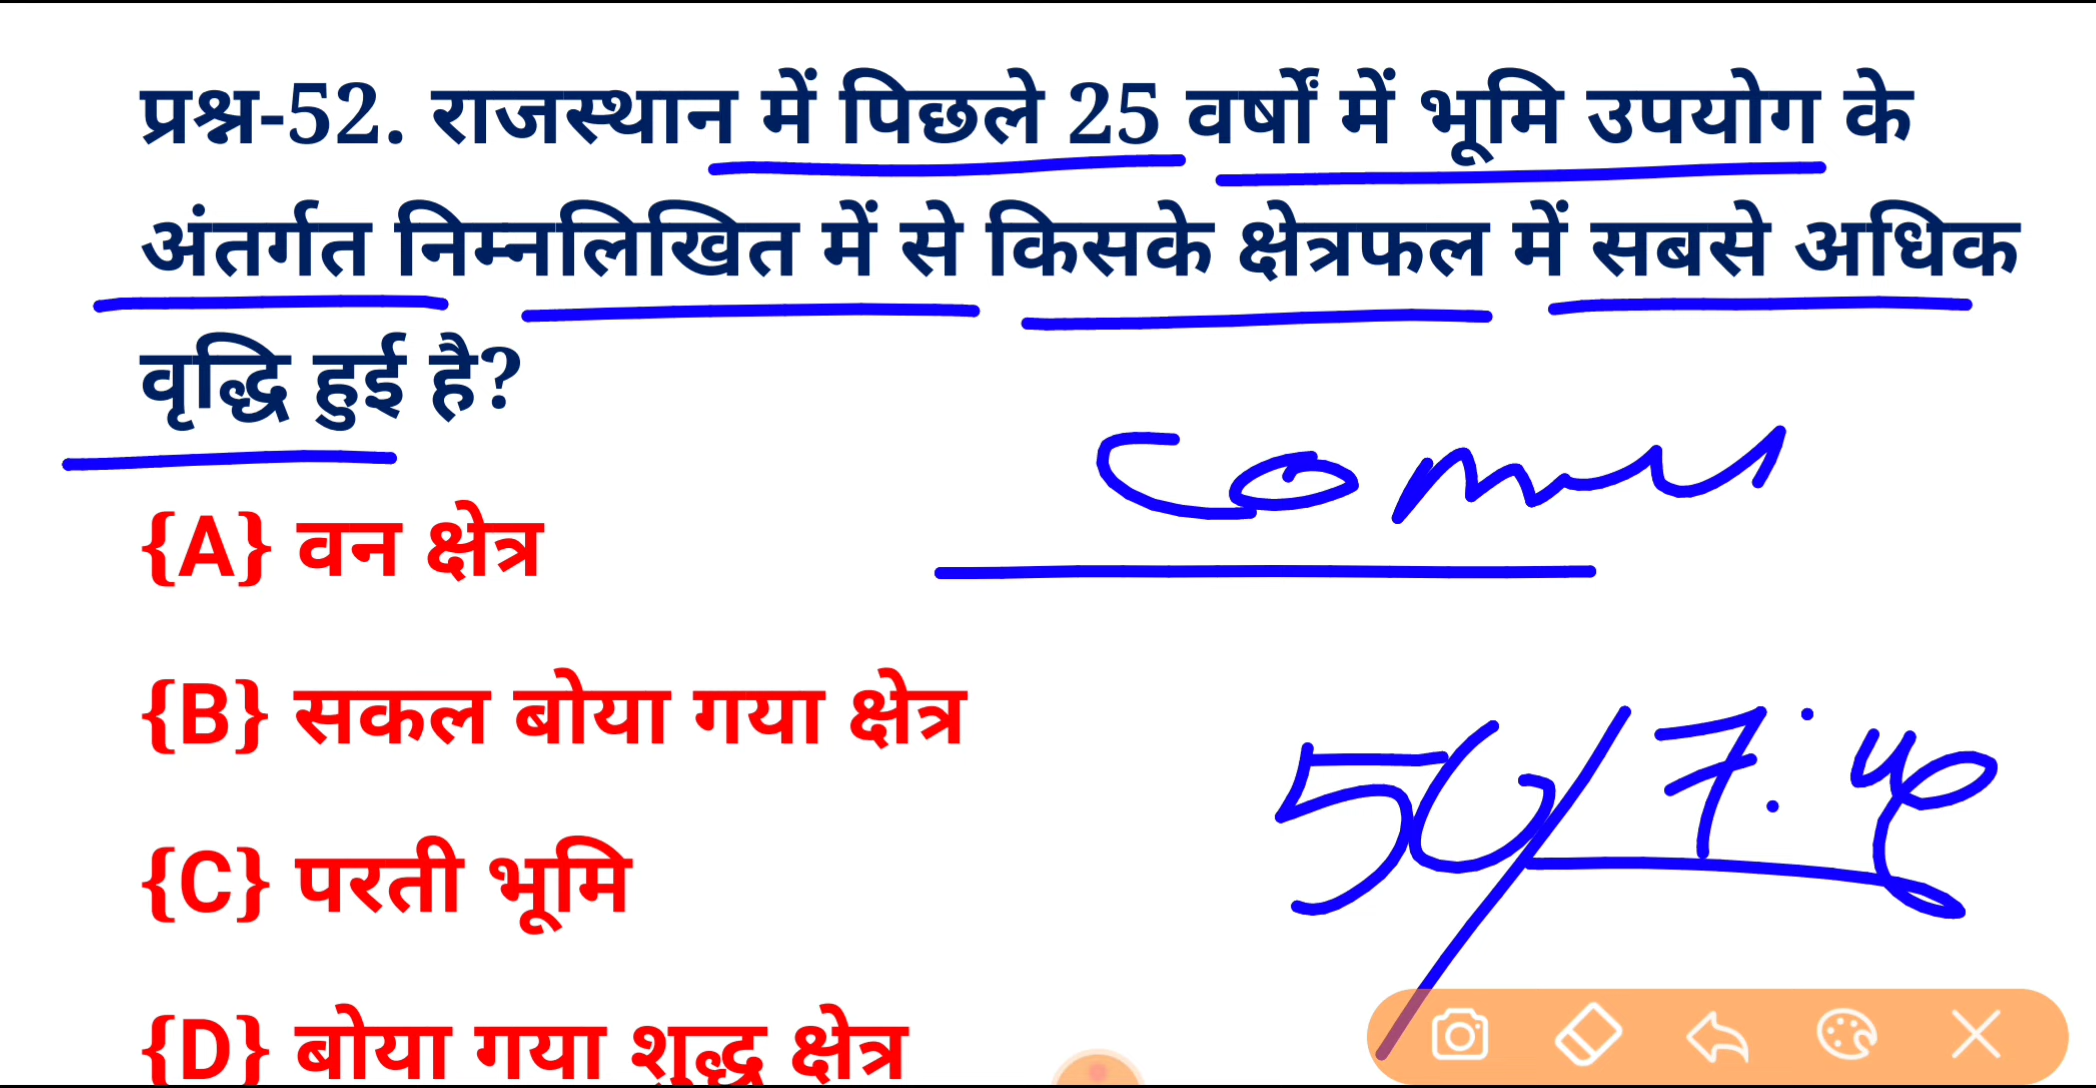 प्रश्न-52. राजस्थान में पिछले 25 वर्षों में भूमि उपयोग के
अंतर्गत निम्नलिखित में से किसके क्षेत्रफल में सबसे अधिक
वृद्धि हुई है?
{A} वन क्षेत्र
{B} सकल बोया गया क्षेत्र
{C} परती भूमि
{D} बोया गया शुद्ध क्षेत्र